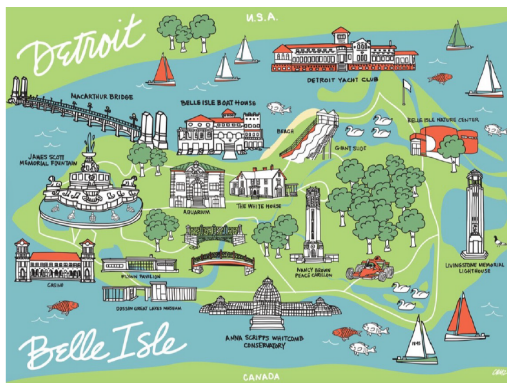 U.S.A.
Detroit
DETROIT YACHT CLUB
MACARTHUR BRIDGE
BELLE ISLE BOAT HOUSE
BEACH
GIANT SLIDE
BELLE ISLE NATURE CENTER
JAMES SCOTT
MEMORIAL FOUNTAIN
AQUARIUM
THE WHITE HOUSE
CASINO
FLYNN PAVILION
NANCY BROWN
PEACE CARILLON
LIVINGSTONE MEMORIAL
LIGHTHOUSE
DOSSIN GREAT LAKES MUSEUM
ANNA SCRIPPS WHITCOMB
CONSERVATORY
Belle Isle
CANADA